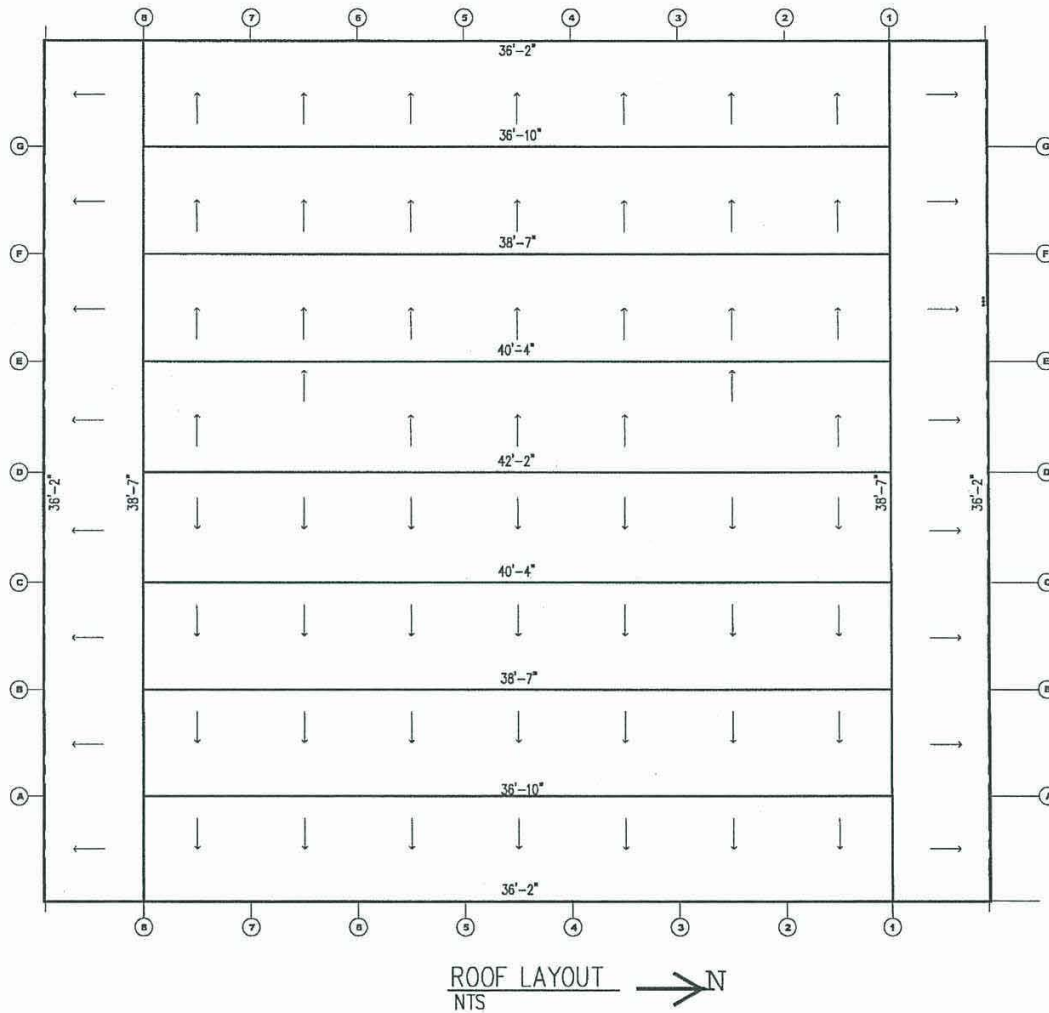 8 7 6 5 4 3 2 1
36'-2"
G 36'-10" G
F 38'-7" F
E 40'-4" E
D 36'-2" 38'-7" 42'-2" 38'-7" 36'-2" D
C 40'-4" C
B 38'-7" B
A 36'-10" A
36'-2"
8 7 6 5 4 3 2 1
ROOF LAYOUT N
NTS